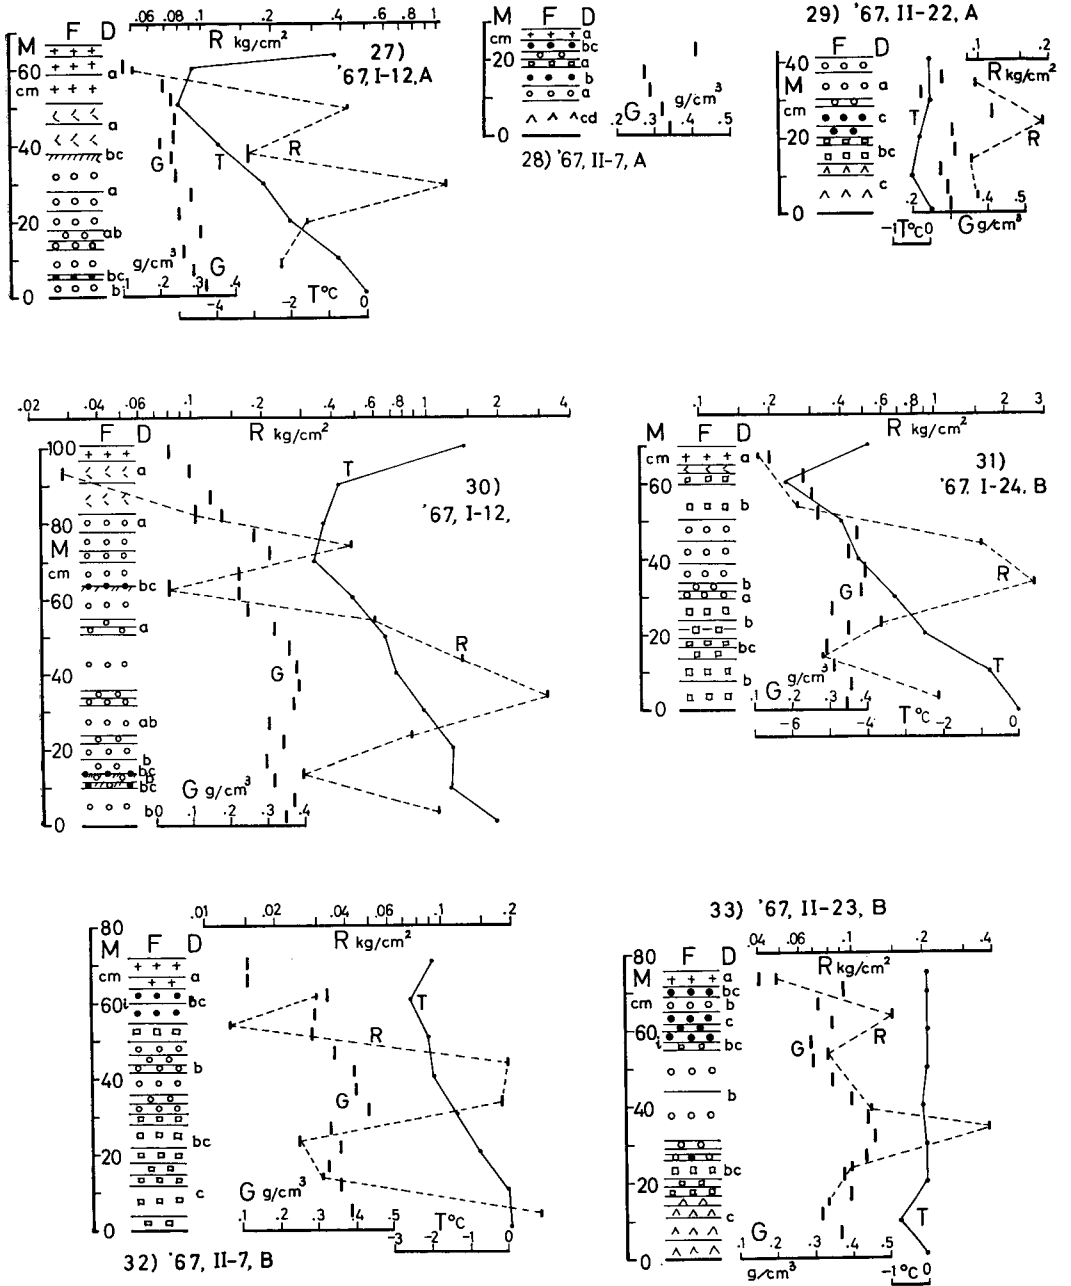 .06 .08 .1 .2 .4 1
R kg/cm²
M F D
27)
'67, I-12, A
60
cm
40
20
0
a
a
bc
a
ab
bc
b
G
T
R
g/cm³
G
.1 .2 .3 .4
T°C
-4 -2 0
M F D
cm
20
0
a
bc
a
b
a
cd
G g/cm³
.2 .3 .4 .5
28) '67, II-7, A
29) '67, II-22, A
F D
.1 .2
R kg/cm²
40
M
cm
20
0
a
c
bc
c
T
R
.2 .4 .5
-1 T°C 0
G g/cm³
.02 .04 .06 .1 .2 .4 .6 .8 1 2 4
F D
R kg/cm²
100
80
M
cm
60
40
20
0
a
a
bc
a
ab
b
bc
b
bc
b
T
30)
'67, I-12,
R
G
G g/cm³
0 .1 .2 .3 .4
.1 .2 .4 .6 .8 1 2 3
M F D
R kg/cm²
cm
60
40
20
0
a
b
b
a
b
bc
b
31)
'67, I-24, B
R
G
T
G g/cm³
.1 .2 .3 .4
-6 -4 T°C -2 0
.01 .02 .04 .06 .1 .2
R kg/cm²
80
M F D
cm
60
40
20
0
a
bc
b
bc
c
T
R
G
G g/cm³
.1 .2 .3 .4 .5
T°C
-3 -2 -1 0
32) '67, II-7, B
33) '67, II-23, B
.04 .06 .1 .2 .4
R kg/cm²
80
M F D
cm
60
40
20
0
a
bc
b
c
bc
b
bc
c
G
R
T
G
.1 .2 .3 .4 .5
g/cm³
-1 °C 0